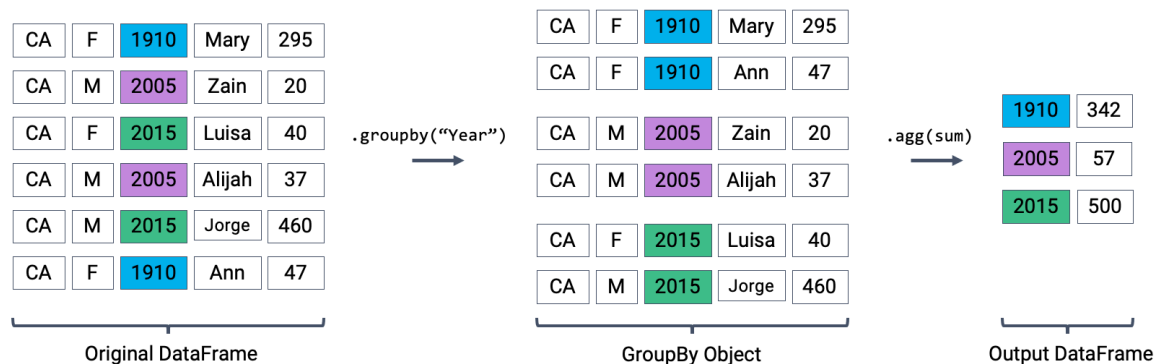 CA F 1910 Mary 295
CA M 2005 Zain 20
CA F 2015 Luisa 40
CA M 2005 Alijah 37
CA M 2015 Jorge 460
CA F 1910 Ann 47
Original DataFrame
.groupby(“Year”)
CA F 1910 Mary 295
CA F 1910 Ann 47
CA M 2005 Zain 20
CA M 2005 Alijah 37
CA F 2015 Luisa 40
CA M 2015 Jorge 460
GroupBy Object
.agg(sum)
1910 342
2005 57
2015 500
Output DataFrame